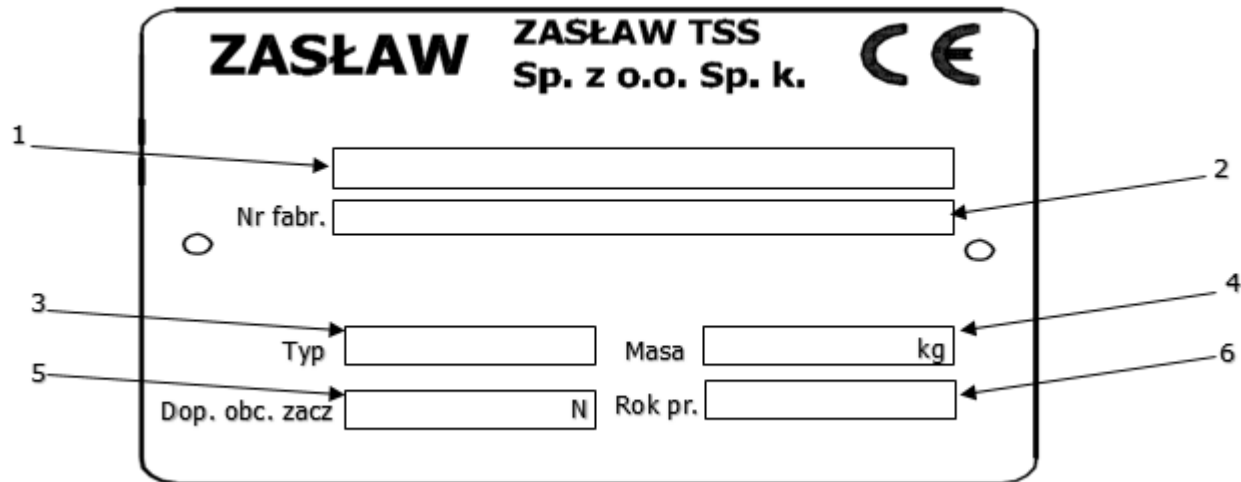 ZASŁAW
ZASŁAW TSS
Sp. z o.o. Sp. k.
CE
1
2
Nr fabr.
3
4
Typ
Masa
kg
5
6
Dop. obc. zacz
N
Rok pr.